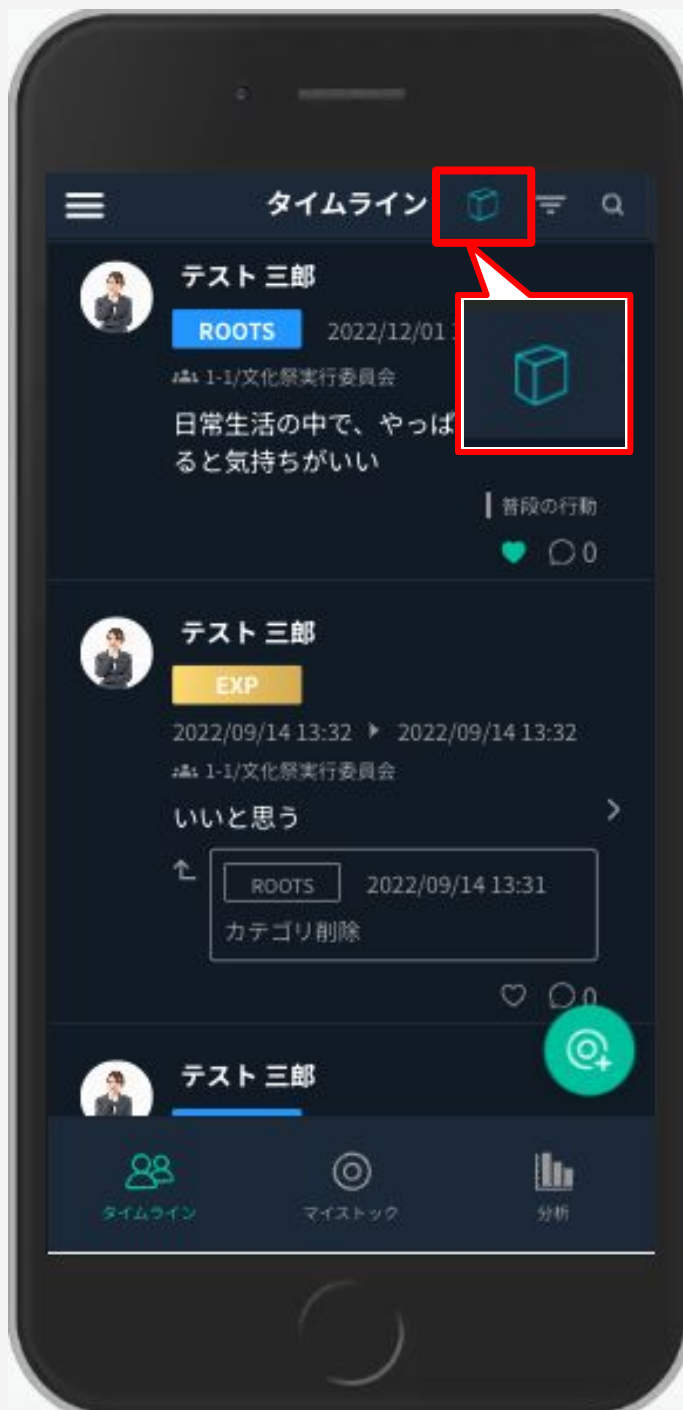 タイムライン
テスト 三郎
ROOTS 2022/12/01
1-1/文化祭実行委員会
日常生活の中で、やっぱ
ると気持ちがいい
普段の行動
0
テスト 三郎
EXP
2022/09/14 13:32 ▶ 2022/09/14 13:32
1-1/文化祭実行委員会
いいと思う
ROOTS 2022/09/14 13:31
カテゴリ削除
0
テスト 三郎
タイムライン マイストック 分析